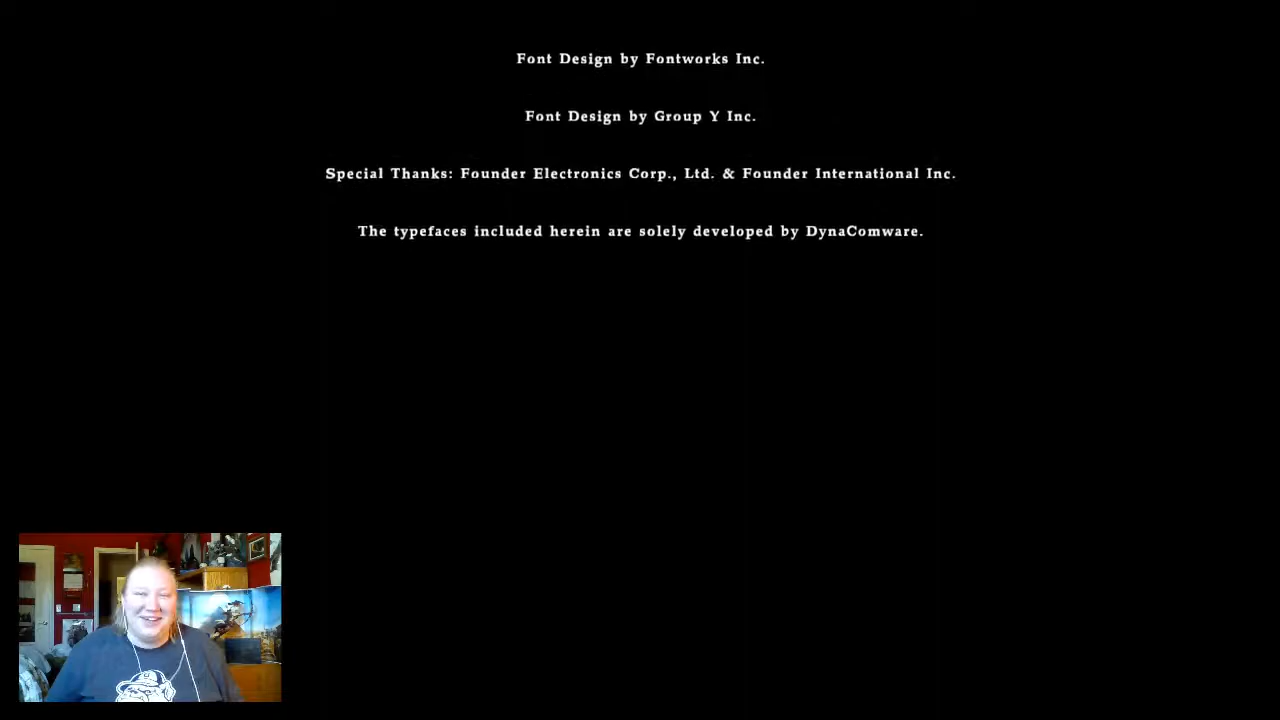 Font Design by Fontworks Inc.
Font Design by Group Y Inc.
Special Thanks: Founder Electronics Corp., Ltd. & Founder International Inc.
The typefaces included herein are solely developed by DynaComware.